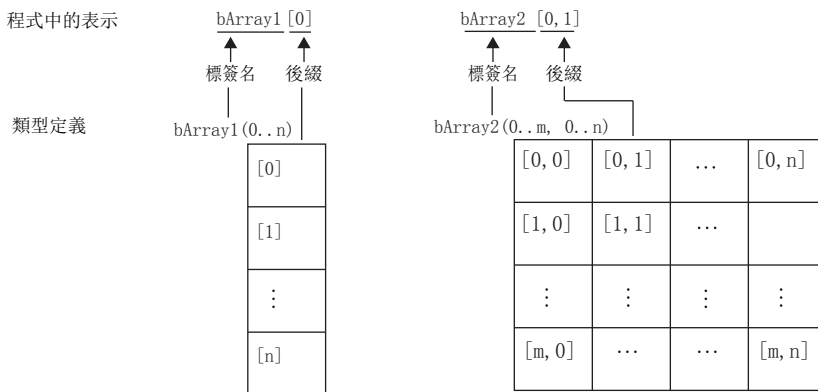 程式中的表示
bArray1 [0]
bArray2 [0,1]
標簽名
後綴
標簽名
後綴
類型定義
bArray1(0..n)
bArray2(0..m, 0..n)
[0]
[1]
⋮
[n]
[0,0] [0,1] … [0,n]
[1,0] [1,1] …
⋮ ⋮ ⋮ ⋮
[m,0] … … [m,n]